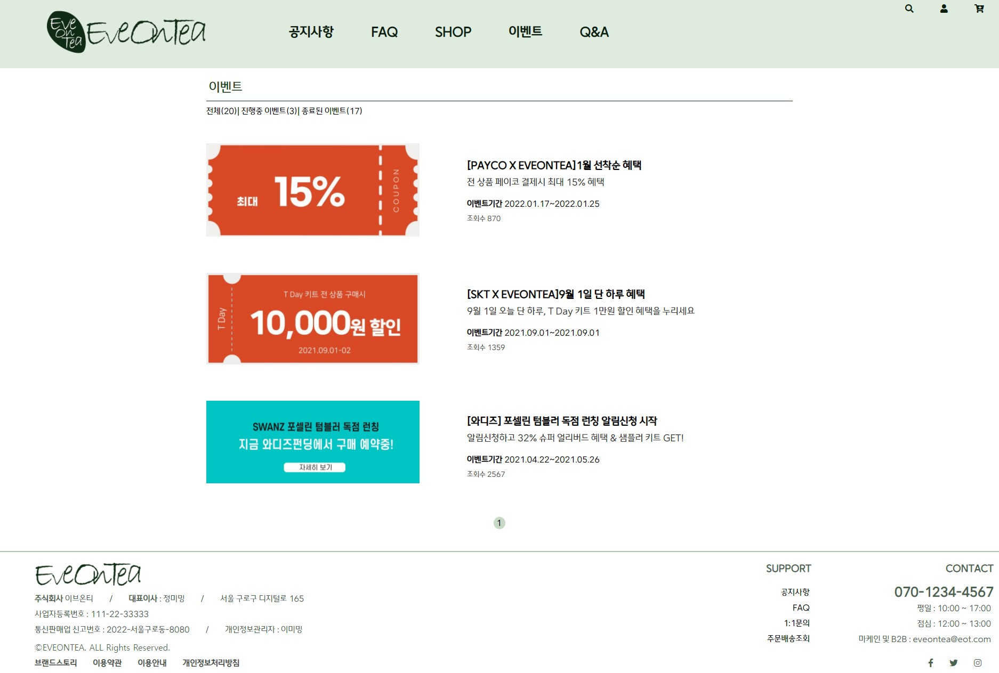 Eve
On
Tea
EveOnTea
공지사항 FAQ SHOP 이벤트 Q&A
이벤트
전체(20)| 진행중 이벤트(3)| 종료된 이벤트(17)
최대 15%
COUPON
[PAYCO X EVEONTEA]1월 선착순 혜택
전 상품 페이코 결제시 최대 15% 혜택
이벤트기간 2022.01.17~2022.01.25
조회수 870
T Day
T Day 키트 전 상품 구매시
10,000원 할인
2021.09.01-02
[SKT X EVEONTEA]9월 1일 단 하루 혜택
9월 1일 오늘 단 하루, T Day 키트 1만원 할인 혜택을 누리세요
이벤트기간 2021.09.01~2021.09.01
조회수 1359
SWANZ 포셀린 텀블러 독점 런칭
지금 와디즈펀딩에서 구매 예약중!
자세히 보기
[와디즈] 포셀린 텀블러 독점 런칭 알림신청 시작
알림신청하고 32% 슈퍼 얼리버드 혜택 & 샘플러 키트 GET!
이벤트기간 2021.04.22~2021.05.26
조회수 2567
1
EveOnTea
주식회사 이브온티 / 대표이사 : 정미밍 / 서울 구로구 디지털로 165
사업자등록번호 : 111-22-33333
통신판매업 신고번호 : 2022-서울구로동-8080 / 개인정보관리자 : 이미밍
©EVEONTEA. ALL Rights Reserved.
브랜드스토리 이용약관 이용안내 개인정보처리방침
SUPPORT
공지사항
FAQ
1:1문의
주문배송조회
CONTACT
070-1234-4567
평일 : 10:00 ~ 17:00
점심 : 12:00 ~ 13:00
마케인 및 B2B : eveontea@eot.com